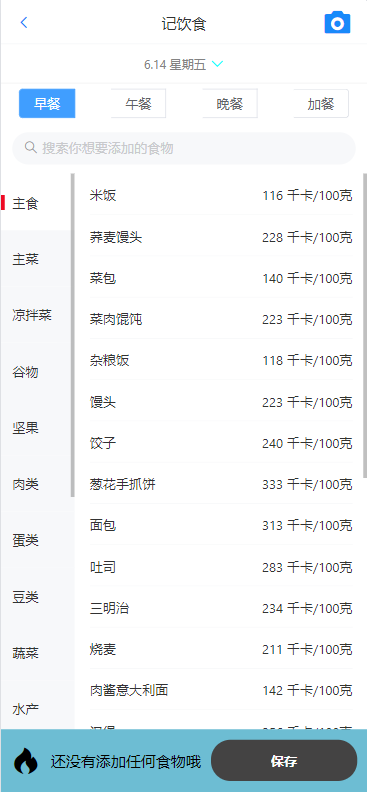 记饮食
6.14 星期五
早餐 午餐 晚餐 加餐
搜索你想要添加的食物
主食
主菜
凉拌菜
谷物
坚果
肉类
蛋类
豆类
蔬菜
水产
米饭 116 千卡/100克
荞麦馒头 228 千卡/100克
菜包 140 千卡/100克
菜肉馄饨 223 千卡/100克
杂粮饭 118 千卡/100克
馒头 223 千卡/100克
饺子 240 千卡/100克
葱花手抓饼 333 千卡/100克
面包 313 千卡/100克
吐司 283 千卡/100克
三明治 234 千卡/100克
烧麦 211 千卡/100克
肉酱意大利面 142 千卡/100克
还没有添加任何食物哦 保存